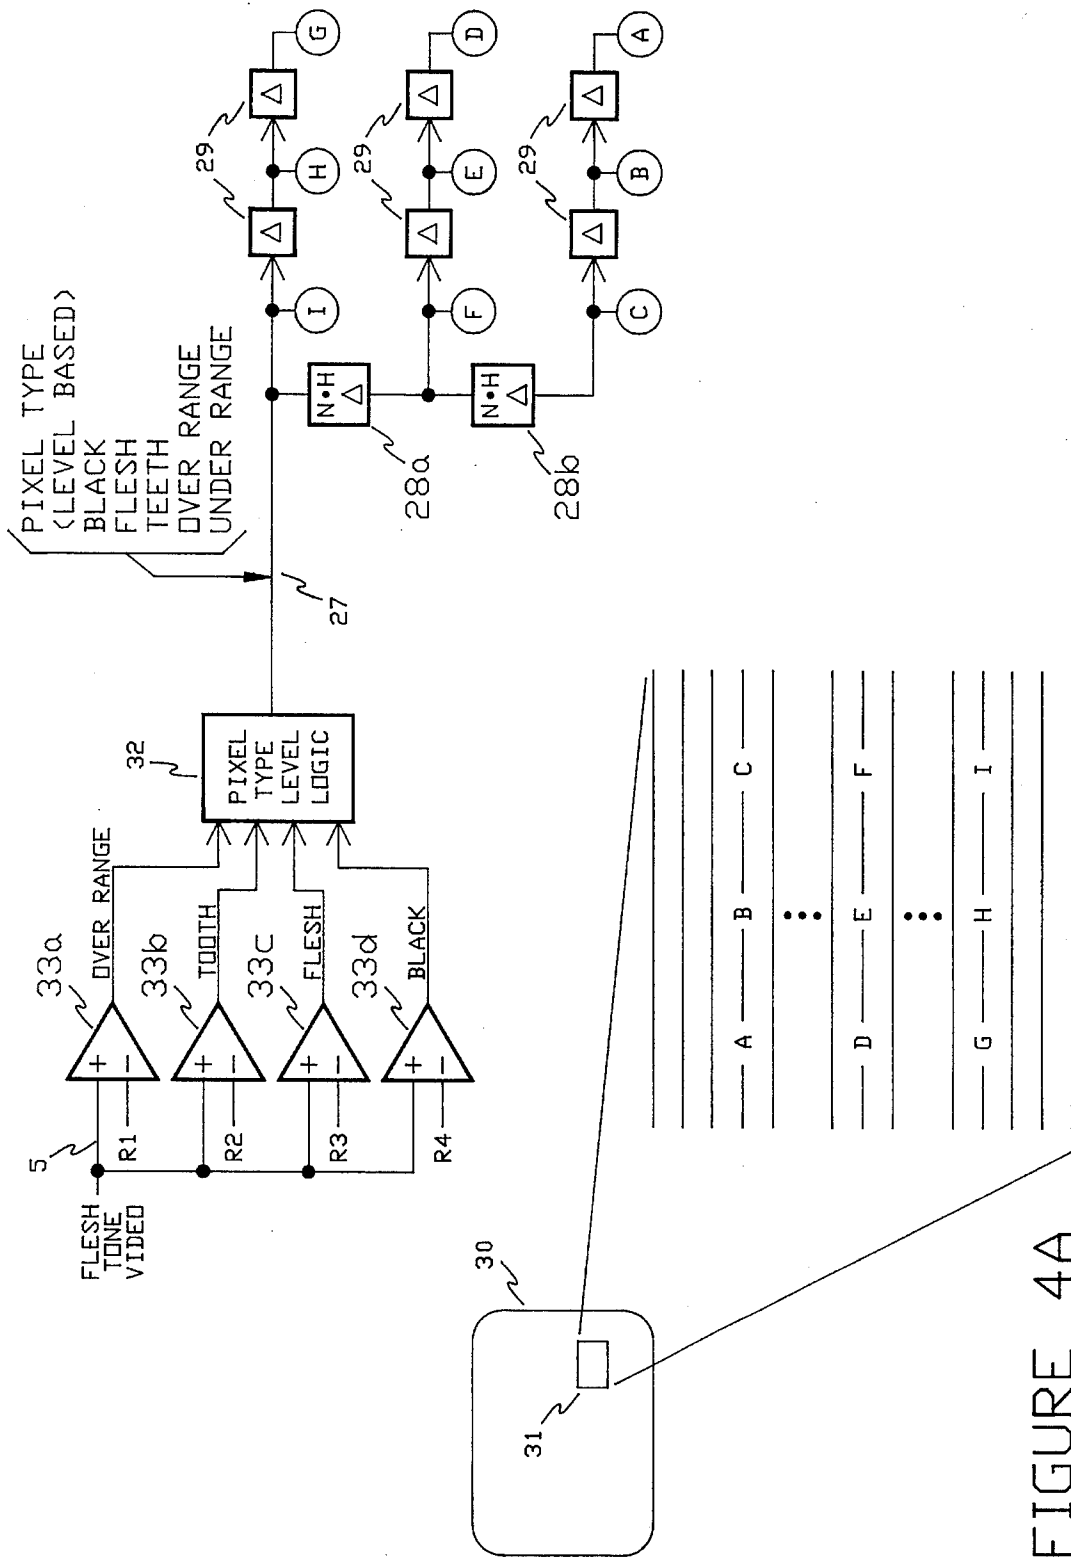 FLESH
TONE
VIDEO
5
R1
R2
R3
R4
+
−
+
−
+
−
+
−
33a
33b
33c
33d
OVER RANGE
TOOTH
FLESH
BLACK
32
PIXEL
TYPE
LEVEL
LOGIC
27
PIXEL TYPE
(LEVEL BASED)
BLACK
FLESH
TEETH
OVER RANGE
UNDER RANGE
N•H
Δ
28a
N•H
Δ
28b
I
Δ
29
H
Δ
G
F
Δ
29
E
Δ
D
C
Δ
29
B
Δ
A
30
31
A B C
•••
D E F
•••
G H I
FIGURE 4A